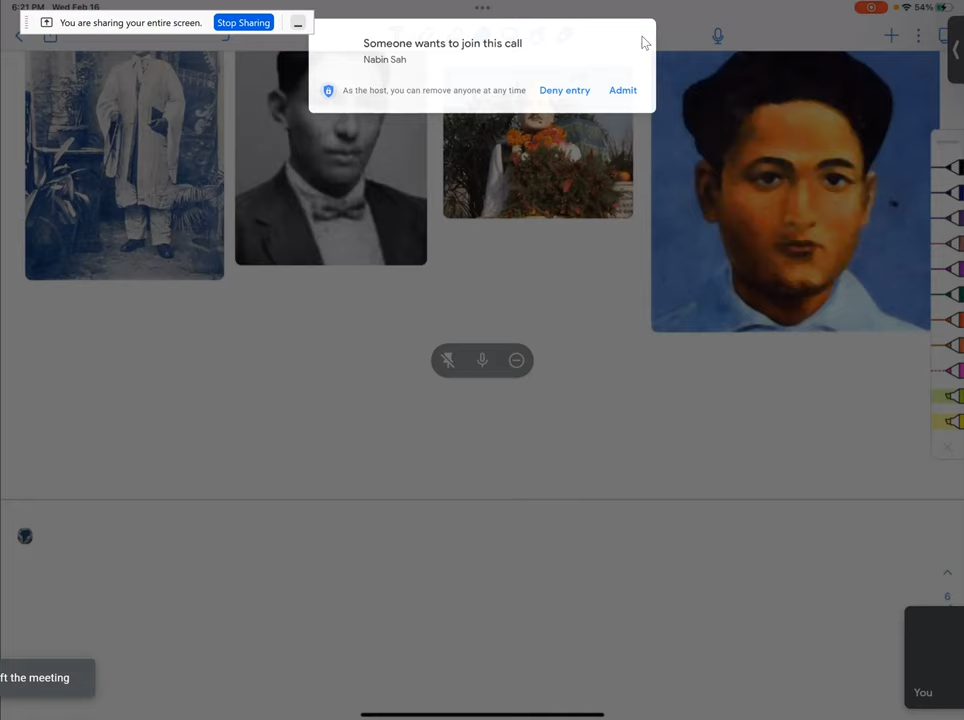 6:21 PM Wed Feb 16
54%
You are sharing your entire screen.
Stop Sharing
Someone wants to join this call
Nabin Sah
As the host, you can remove anyone at any time
Deny entry
Admit
6
ft the meeting
You